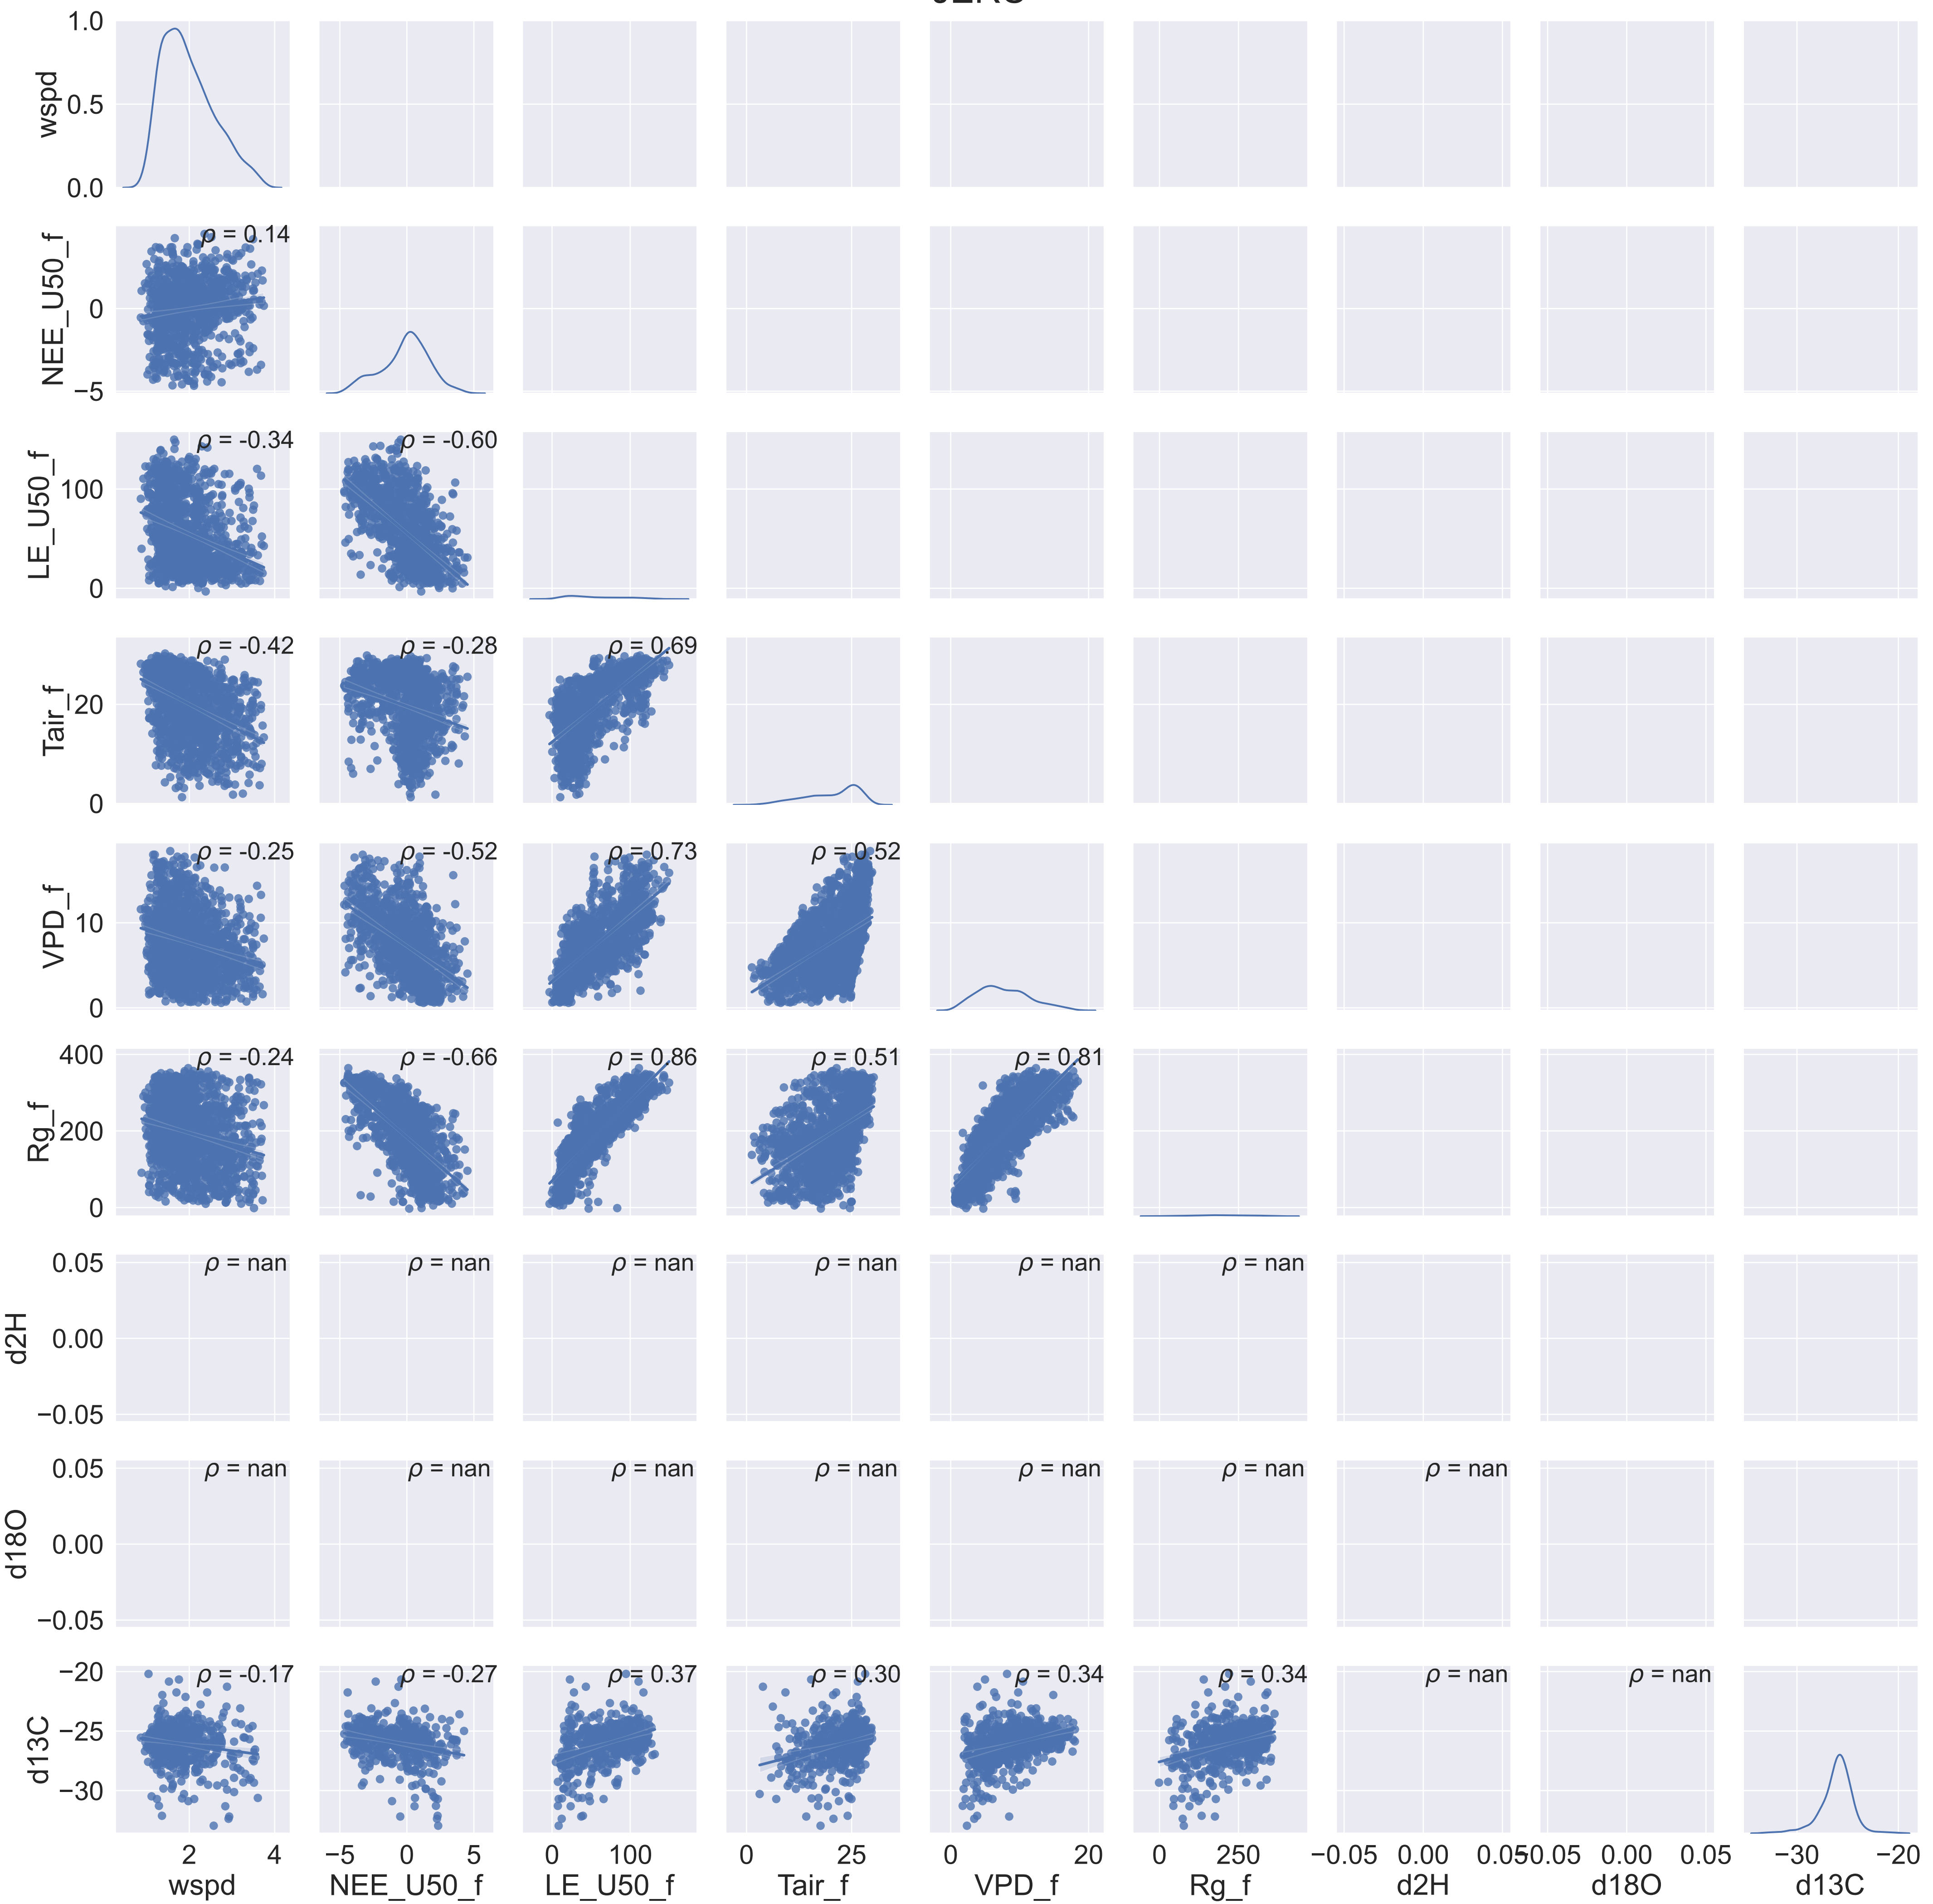 1.0
0.5
0.0
wspd
ρ = 0.14
0
−5
NEE_U50_f
ρ = -0.34
ρ = -0.60
100
0
LE_U50_f
ρ = -0.42
ρ = -0.28
ρ = 0.69
20
0
Tair_f
ρ = -0.25
ρ = -0.52
ρ = 0.73
ρ = 0.52
10
0
VPD_f
ρ = -0.24
ρ = -0.66
ρ = 0.86
ρ = 0.51
ρ = 0.81
400
200
0
Rg_f
ρ = nan
ρ = nan
ρ = nan
ρ = nan
ρ = nan
ρ = nan
0.05
0.00
−0.05
d2H
ρ = nan
ρ = nan
ρ = nan
ρ = nan
ρ = nan
ρ = nan
ρ = nan
0.05
0.00
−0.05
d18O
ρ = -0.17
ρ = -0.27
ρ = 0.37
ρ = 0.30
ρ = 0.34
ρ = 0.34
ρ = nan
ρ = nan
−20
−25
−30
d13C
2 4
−5 0 5
0 100
0 25
0 20
0 250
−0.05 0.00 0.05
−0.05 0.00 0.05
−30 −20
wspd
NEE_U50_f
LE_U50_f
Tair_f
VPD_f
Rg_f
d2H
d18O
d13C